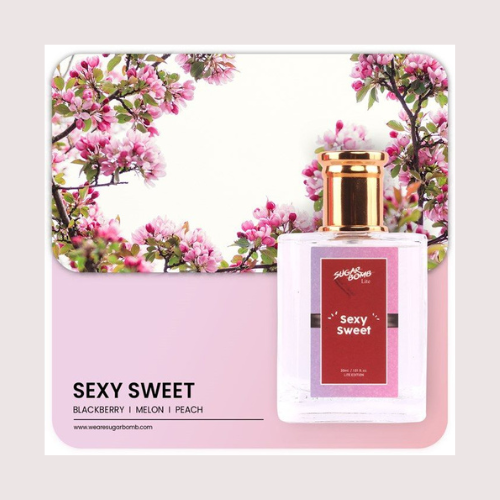 SUGAR
BOMB
Lite
Sexy
Sweet
SEXY SWEET
BLACKBERRY I MELON I PEACH
www.wearesugarbomb.com